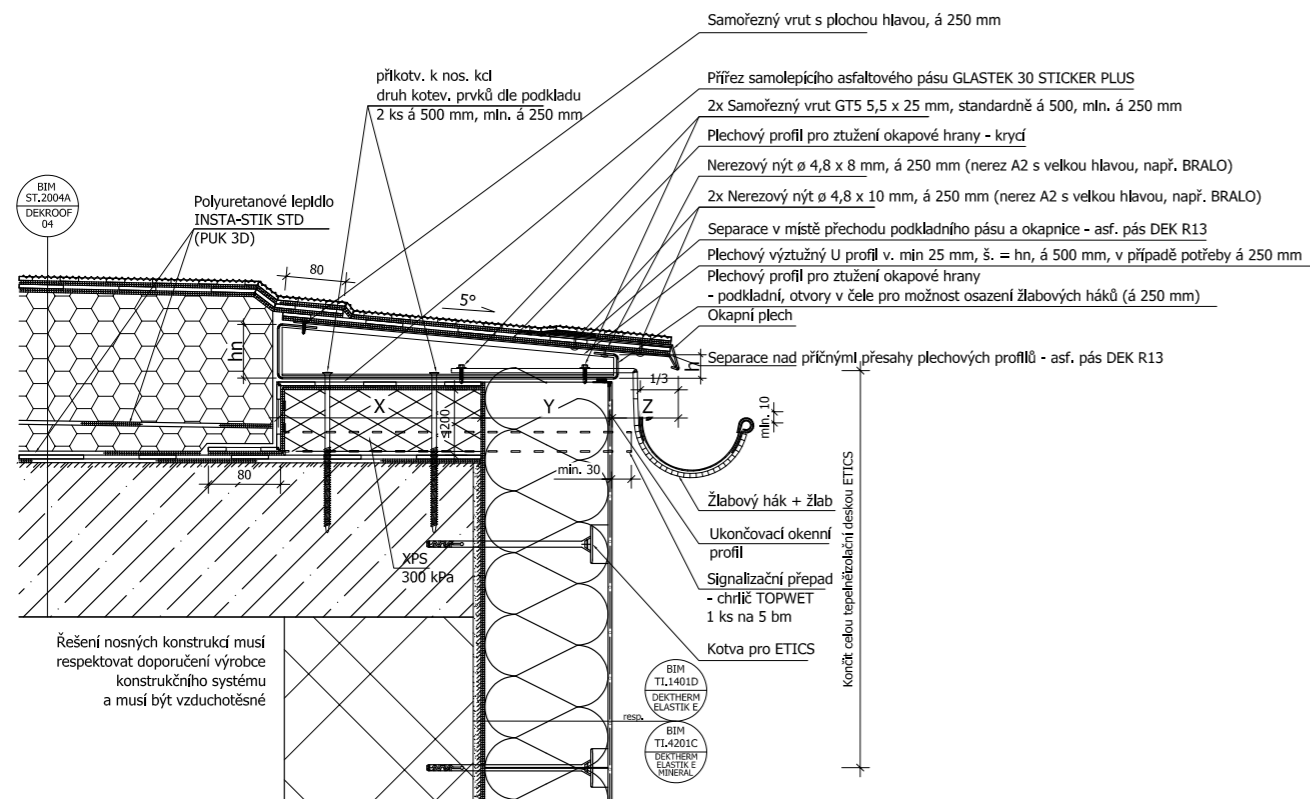 Samořezný vrut s plochou hlavou, á 250 mm
přikotv. k nos. kci
druh kotev. prvků dle podkladu
2 ks á 500 mm, min. á 250 mm
Přířez samolepícího asfaltového pásu GLASTEK 30 STICKER PLUS
2x Samořezný vrut GT5 5,5 x 25 mm, standardně á 500, min. á 250 mm
Plechový profil pro ztužení okapové hrany - krycí
Nerezový nýt ø 4,8 x 8 mm, á 250 mm (nerez A2 s velkou hlavou, např. BRALO)
2x Nerezový nýt ø 4,8 x 10 mm, á 250 mm (nerez A2 s velkou hlavou, např. BRALO)
Separace v místě přechodu podkladního pásu a okapnice - asf. pás DEK R13
Plechový výztužný U profil v. min 25 mm, š. = hn, á 500 mm, v případě potřeby á 250 mm
Plechový profil pro ztužení okapové hrany
- podkladní, otvory v čele pro možnost osazení žlabových háků (á 250 mm)
Okapní plech
Separace nad příčnými přesahy plechových profilů - asf. pás DEK R13
BIM
ST.2004A
DEKROOF
04
Polyuretanové lepidlo
INSTA-STIK STD
(PUK 3D)
80
5°
hn
h
1/3
X
Y
Z
≤200
min. 10
min. 30
80
XPS
300 kPa
Žlabový hák + žlab
Ukončovací okenní
profil
Signalizační přepad
- chrlič TOPWET
1 ks na 5 bm
Kotva pro ETICS
Končit celou tepelněizolační deskou ETICS
Řešení nosných konstrukcí musí
respektovat doporučení výrobce
konstrukčního systému
a musí být vzduchotěsné
BIM
TI.1401D
DEKTHERM
ELASTIK E
resp.
BIM
TI.4201C
DEKTHERM
ELASTIK E
MINERAL